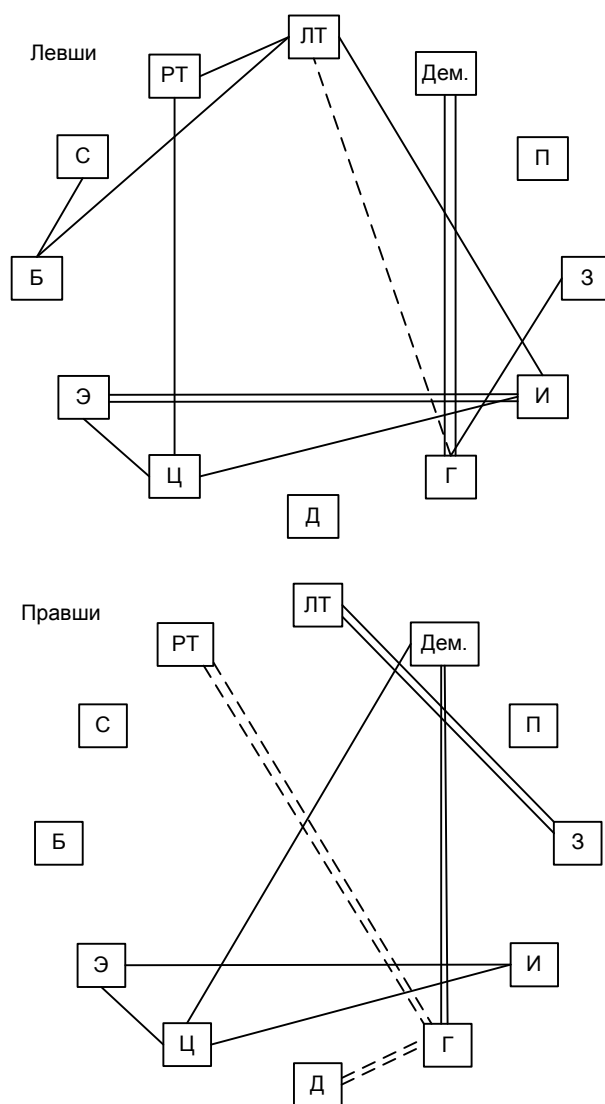 Левши
ЛТ
РТ
Дем.
С
П
Б
З
Э
И
Ц
Г
Д
Правши
ЛТ
РТ
Дем.
С
П
Б
З
Э
И
Ц
Г
Д